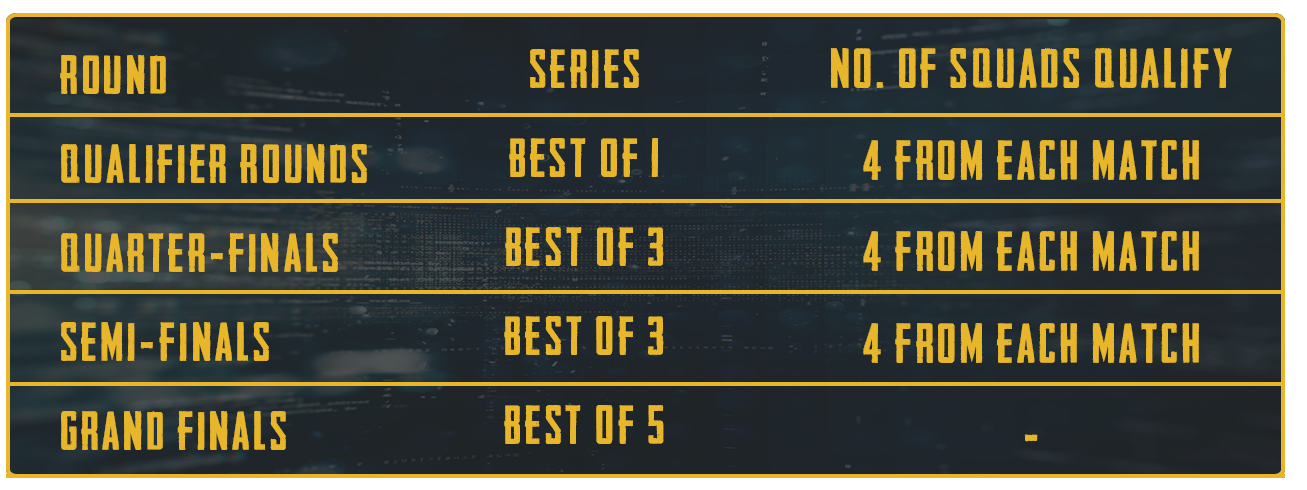 ROUND SERIES NO. OF SQUADS QUALIFY
QUALIFIER ROUNDS BEST OF 1 4 FROM EACH MATCH
QUARTER-FINALS BEST OF 3 4 FROM EACH MATCH
SEMI-FINALS BEST OF 3 4 FROM EACH MATCH
GRAND FINALS BEST OF 5 -